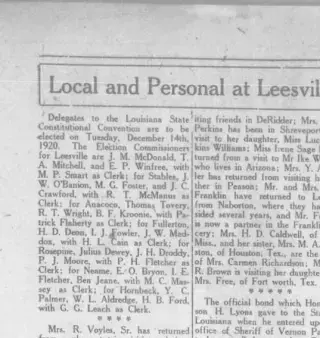 Local and Personal at Leesvil
Delegates to the Louisiana State
Constitutional Convention are to be
elected on Tuesday, December 14th,
1920. The Election Commissioners
for Leesville are J. M. McDonald, T.
A. Mitchell, and E. P. Winfree, with
M. P. Smart as Clerk; for Stables, J.
W. O'Banion, M. G. Foster, and J. C.
Crawford, with R. T. McManus as
Clerk; for Anacoco, Thomas Tavery,
R. T. Wright, B. F. Kroonie, with Pa-
trick Flaherty as Clerk; for Fullerton,
H. D. Denn, I. J. Fowler, J. W. Mad-
dox, with H. L. Cain as Clerk; for
Rosepine, Julius Dewey, J. H. Droddy,
P. J. Moore, with P. H. Fletcher as
Clerk; for Neame, E. O. Bryon, I. E.
Fletcher, Ben Jeane, with M. C. Mas-
sey as Clerk; for Hornbeck, Y. C.
Palmer, W. L. Aldredge, H. B. Ford,
with G. G. Leach as Clerk.
* * * *
Mrs. R. Voyles, Sr. has returned
iting friends in DeRidder; Mrs.
Perkins has been in Shreveport
visit to her daughter, Miss Luc
kins Williams; Miss Irene Sage
turned from a visit to Mr Ike W
who lives in Arizona; Mrs. Y. A
ler has returned from visiting h
ther in Peason; Mr. and Mrs.
Franklin have returned to L
from Naborton, where they ha
sided several years, and Mr. F
is now a partner in the Frankli
cery; Mrs. H. D. Caldwell, of
Miss., and her sister, Mrs. M. A
ton, of Houston, Tex., are the
of Mrs. Carmen Richardson; M
R. Brown is visiting her daughter
Mrs. Free, of Fort worth, Tex.
* * * *
The official bond which Hne
son H. Lyons gave to the Sta
Louisiana when he entered upo
office of Sheriff of Vernon Pa